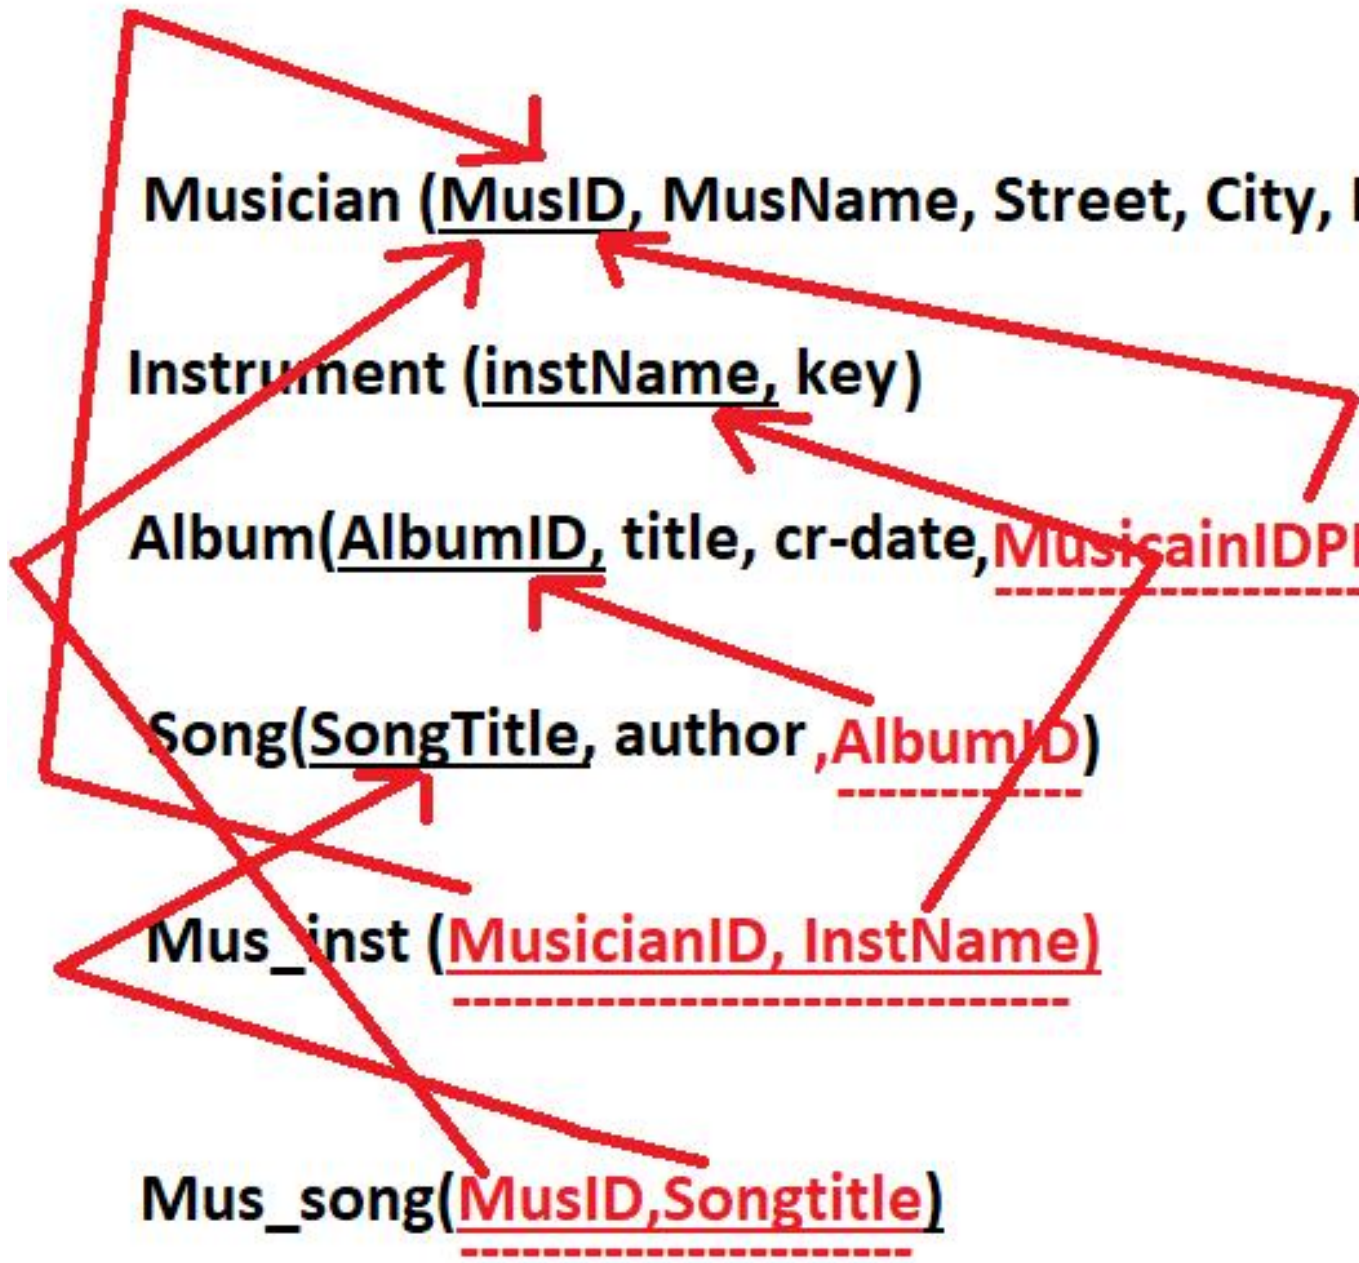 Musician (MusID, MusName, Street, City,
Instrument (instName, key)
Album(AlbumID, title, cr-date,MusicainIDP
Song(SongTitle, author ,AlbumID)
Mus_inst (MusicianID, InstName)
Mus_song(MusID,Songtitle)